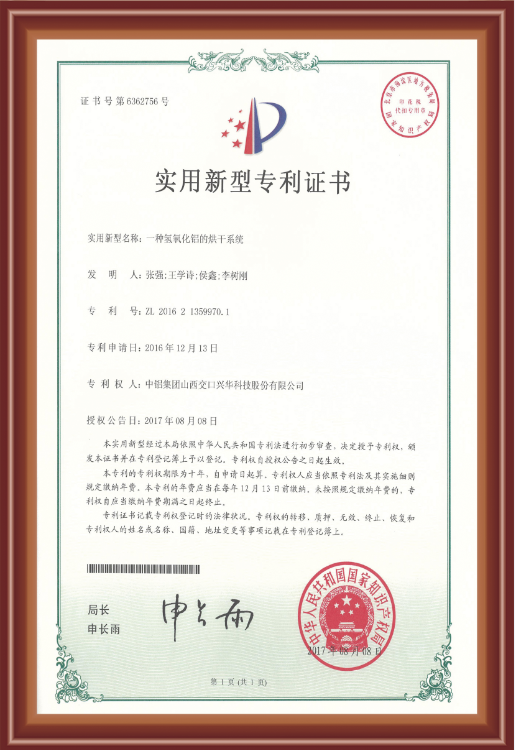 证书号第6362756号
实用新型专利证书
实用新型名称：一种氢氧化铝的烘干系统
发 明 人：张强;王学诗;侯鑫;李树刚
专 利 号：ZL 2016 2 1359970.1
专利申请日：2016年12月13日
专 利 权 人：中铝集团山西交口兴华科技股份有限公司
授权公告日：2017年08月08日
本实用新型经过本局依照中华人民共和国专利法进行初步审查，决定授予专利权，颁
发本证书并在专利登记簿上予以登记。专利权自授权公告之日起生效。
本专利的专利权期限为十年，自申请日起算。专利权人应当依照专利法及其实施细则
规定缴纳年费。本专利的年费应当在每年12月13日前缴纳。未按照规定缴纳年费的，专
利权自应当缴纳年费期满之日起终止。
专利证书记载专利权登记时的法律状况。专利权的转移、质押、无效、终止、恢复和
专利权人的姓名或名称、国籍、地址变更等事项记载在专利登记簿上。
局长
申长雨
申长雨
中华人民共和国国家知识产权局
2017年08月08日
第1页 (共1页)